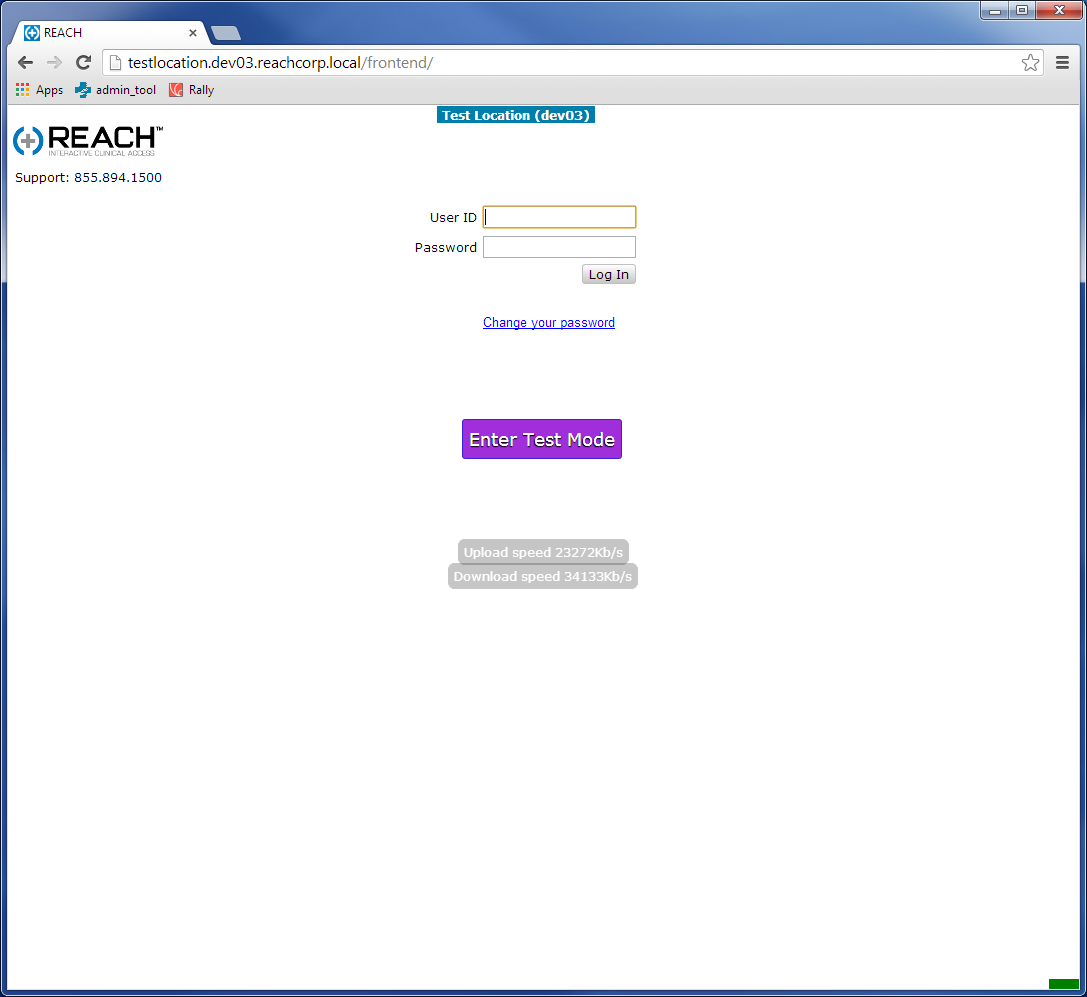 REACH
testlocation.dev03.reachcorp.local/frontend/
Apps admin_tool Rally
Test Location (dev03)
REACH™
INTERACTIVE CLINICAL ACCESS
Support: 855.894.1500
User ID
Password
Log In
Change your password
Enter Test Mode
Upload speed 23272Kb/s
Download speed 34133Kb/s